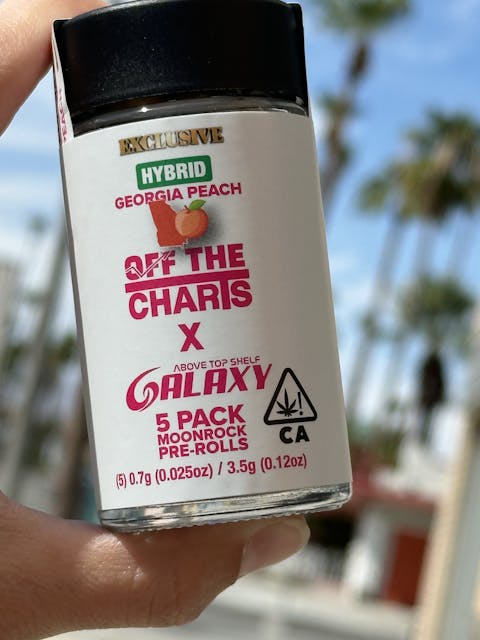 EXCLUSIVE
HYBRID
GEORGIA PEACH
OFF THE
CHARTS
X
ABOVE TOP SHELF
GALAXY
5 PACK
MOONROCK
PRE-ROLLS
CA
(5) 0.7g (0.025oz) / 3.5g (0.12oz)